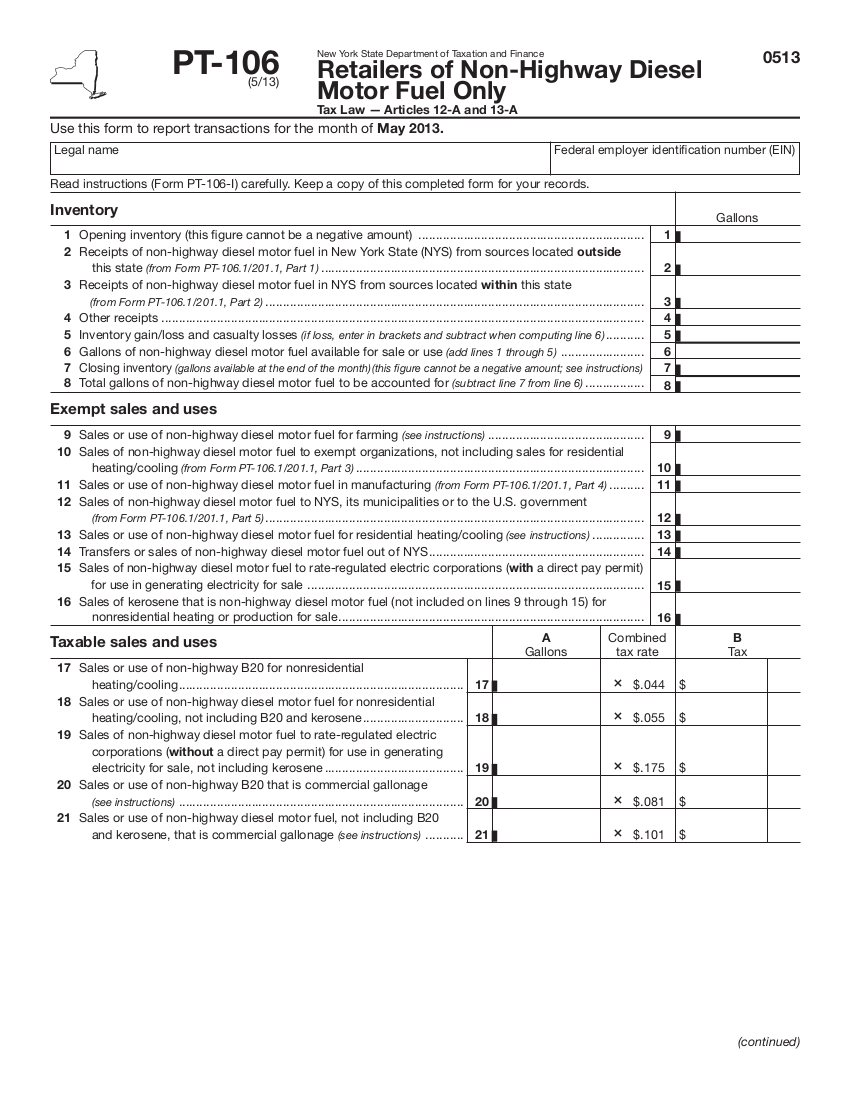 PT-106
(5/13)
New York State Department of Taxation and Finance
Retailers of Non-Highway Diesel
Motor Fuel Only
Tax Law — Articles 12-A and 13-A
0513
Use this form to report transactions for the month of May 2013.
Legal name
Federal employer identification number (EIN)
Read instructions (Form PT-106-I) carefully. Keep a copy of this completed form for your records.
Inventory
Gallons
1 Opening inventory (this figure cannot be a negative amount) .......... 1
2 Receipts of non-highway diesel motor fuel in New York State (NYS) from sources located outside
this state (from Form PT-106.1/201.1, Part 1) .......... 2
3 Receipts of non-highway diesel motor fuel in NYS from sources located within this state
(from Form PT-106.1/201.1, Part 2) .......... 3
4 Other receipts .......... 4
5 Inventory gain/loss and casualty losses (if loss, enter in brackets and subtract when computing line 6) .......... 5
6 Gallons of non-highway diesel motor fuel available for sale or use (add lines 1 through 5) .......... 6
7 Closing inventory (gallons available at the end of the month)(this figure cannot be a negative amount; see instructions) 7
8 Total gallons of non-highway diesel motor fuel to be accounted for (subtract line 7 from line 6) .......... 8
Exempt sales and uses
9 Sales or use of non-highway diesel motor fuel for farming (see instructions) .......... 9
10 Sales of non-highway diesel motor fuel to exempt organizations, not including sales for residential
heating/cooling (from Form PT-106.1/201.1, Part 3) .......... 10
11 Sales or use of non-highway diesel motor fuel in manufacturing (from Form PT-106.1/201.1, Part 4) .......... 11
12 Sales of non-highway diesel motor fuel to NYS, its municipalities or to the U.S. government
(from Form PT-106.1/201.1, Part 5) .......... 12
13 Sales or use of non-highway diesel motor fuel for residential heating/cooling (see instructions) .......... 13
14 Transfers or sales of non-highway diesel motor fuel out of NYS .......... 14
15 Sales of non-highway diesel motor fuel to rate-regulated electric corporations (with a direct pay permit)
for use in generating electricity for sale .......... 15
16 Sales of kerosene that is non-highway diesel motor fuel (not included on lines 9 through 15) for
nonresidential heating or production for sale .......... 16
Taxable sales and uses
A
Gallons
Combined
tax rate
B
Tax
17 Sales or use of non-highway B20 for nonresidential
heating/cooling .......... 17 × $.044 $
18 Sales or use of non-highway diesel motor fuel for nonresidential
heating/cooling, not including B20 and kerosene .......... 18 × $.055 $
19 Sales of non-highway diesel motor fuel to rate-regulated electric
corporations (without a direct pay permit) for use in generating
electricity for sale, not including kerosene .......... 19 × $.175 $
20 Sales or use of non-highway B20 that is commercial gallonage
(see instructions) .......... 20 × $.081 $
21 Sales or use of non-highway diesel motor fuel, not including B20
and kerosene, that is commercial gallonage (see instructions) .......... 21 × $.101 $
(continued)